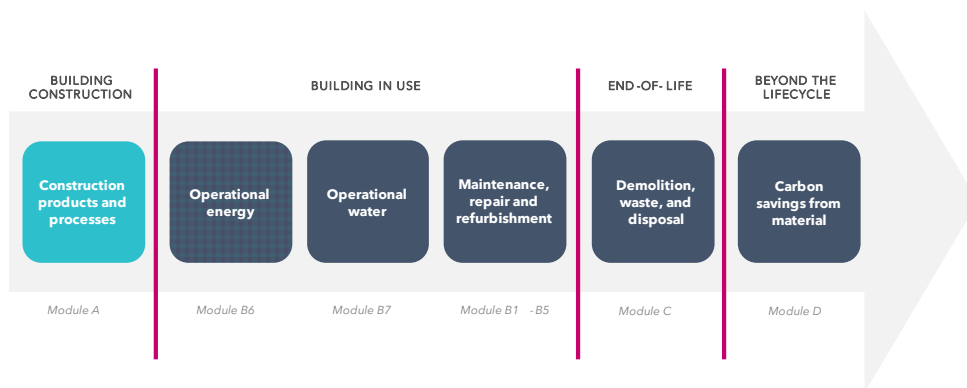 BUILDING
CONSTRUCTION
BUILDING IN USE
END-OF-LIFE
BEYOND THE
LIFECYCLE
Construction
products and
processes
Operational
energy
Operational
water
Maintenance,
repair and
refurbishment
Demolition,
waste, and
disposal
Carbon
savings from
material
Module A
Module B6
Module B7
Module B1 -B5
Module C
Module D